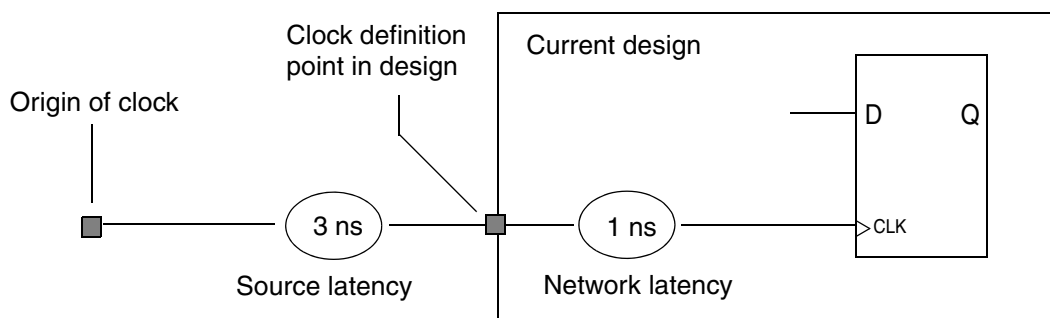 Clock definition
point in design
Current design
Origin of clock
D
Q
3 ns
1 ns
CLK
Source latency
Network latency